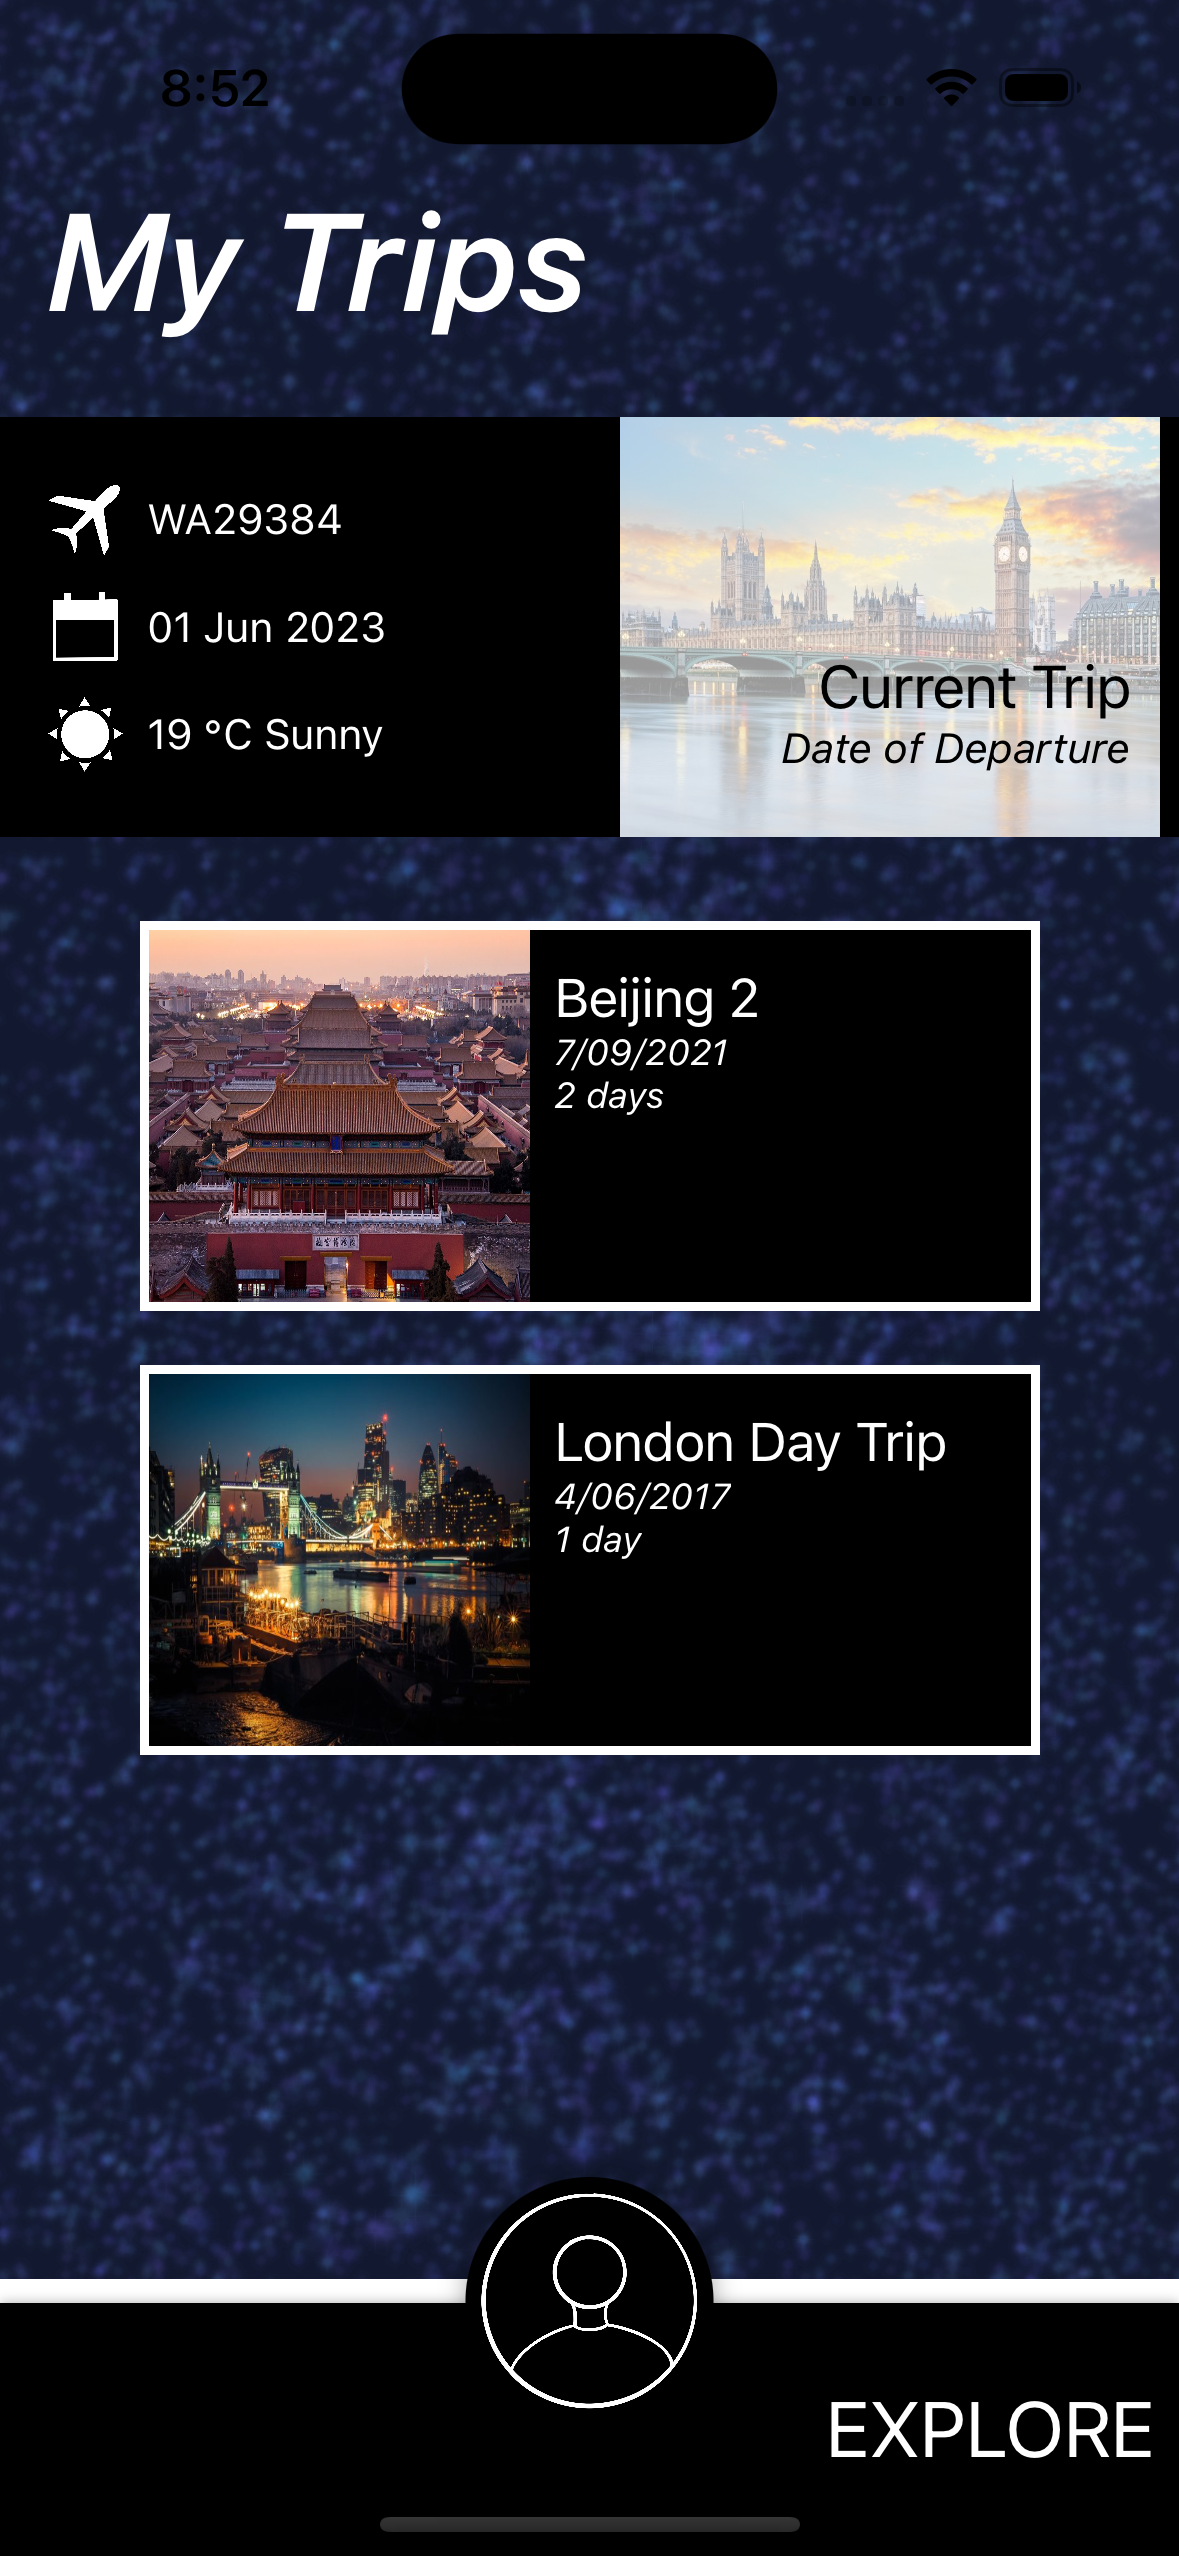 8:52
My Trips
WA29384
01 Jun 2023
19 °C Sunny
Current Trip
Date of Departure
Beijing 2
7/09/2021
2 days
London Day Trip
4/06/2017
1 day
EXPLORE